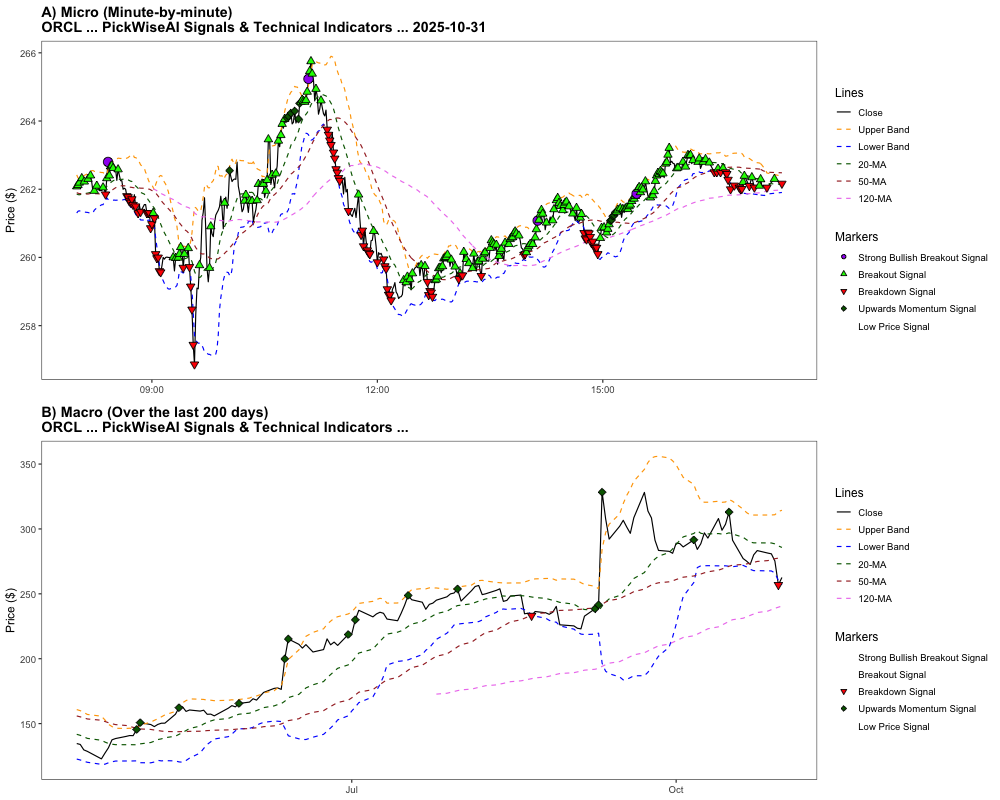 A) Micro (Minute-by-minute)
ORCL ... PickWiseAI Signals & Technical Indicators ... 2025-10-31
Price ($)
266
264
262
260
258
09:00
12:00
15:00
Lines
Close
Upper Band
Lower Band
20-MA
50-MA
120-MA
Markers
Strong Bullish Breakout Signal
Breakout Signal
Breakdown Signal
Upwards Momentum Signal
Low Price Signal
B) Macro (Over the last 200 days)
ORCL ... PickWiseAI Signals & Technical Indicators ...
Price ($)
350
300
250
200
150
Jul
Oct
Lines
Close
Upper Band
Lower Band
20-MA
50-MA
120-MA
Markers
Strong Bullish Breakout Signal
Breakout Signal
Breakdown Signal
Upwards Momentum Signal
Low Price Signal